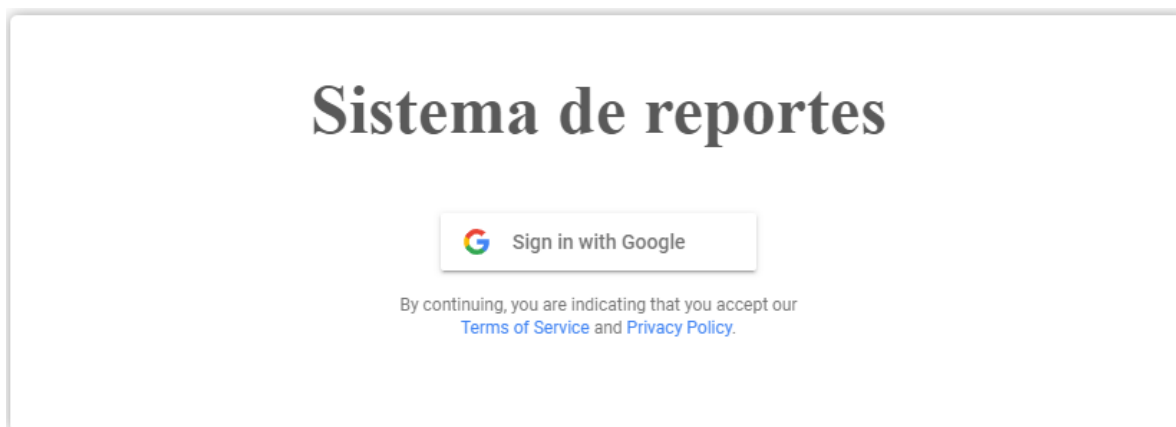 Sistema de reportes
Sign in with Google
By continuing, you are indicating that you accept our
Terms of Service and Privacy Policy.